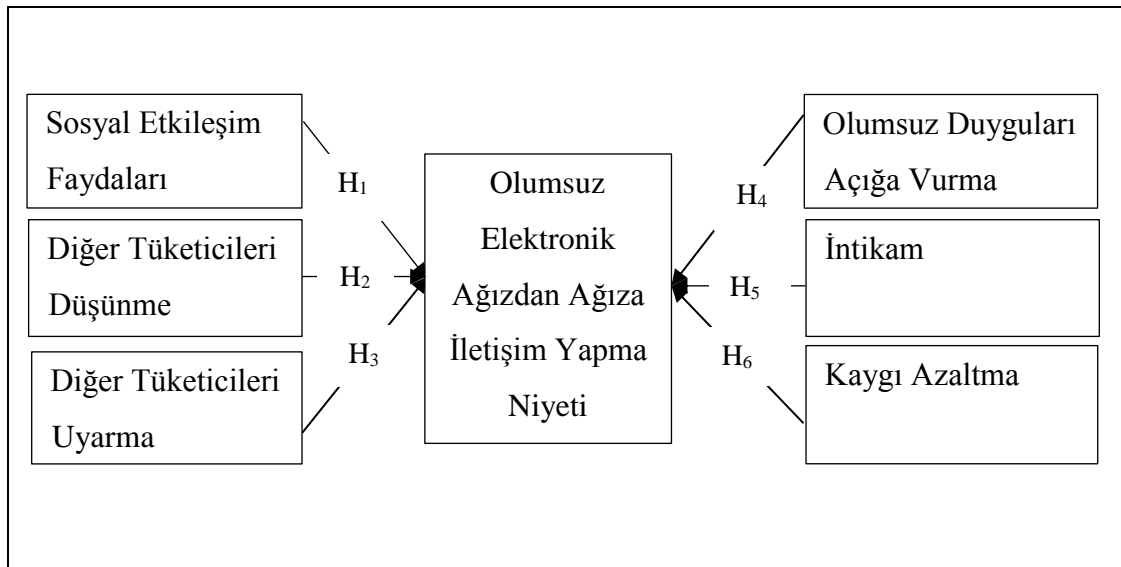 Sosyal Etkileşim
Faydaları
Diğer Tüketicileri
Düşünme
Diğer Tüketicileri
Uyarma
H₁
H₂
H₃
Olumsuz
Elektronik
Ağızdan Ağıza
İletişim Yapma
Niyeti
H₄
H₅
H₆
Olumsuz Duyguları
Açığa Vurma
İntikam
Kaygı Azaltma